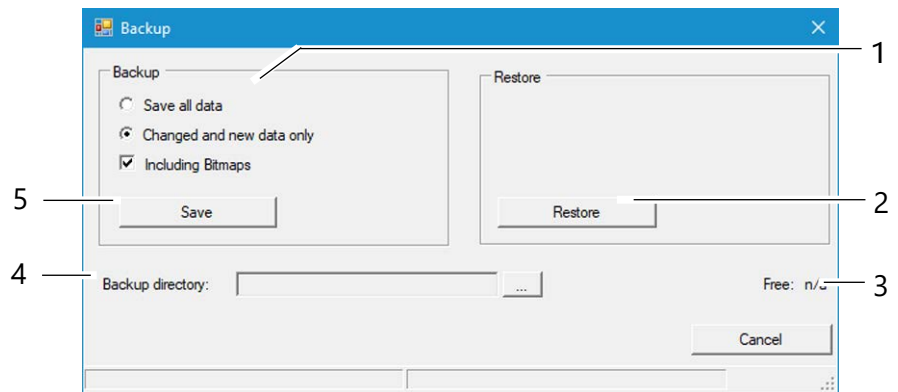 Backup
1
Backup
Restore
Save all data
Changed and new data only
Including Bitmaps
5
Save
Restore
2
4
Backup directory:
...
Free: n/a
3
Cancel